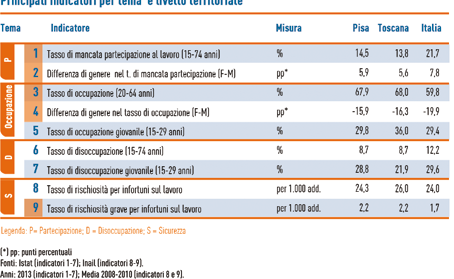 Principali indicatori per tema e livello territoriale
Tema Indicatore Misura Pisa Toscana Italia
P
1 Tasso di mancata partecipazione al lavoro (15-74 anni) % 14,5 13,8 21,7
2 Differenza di genere nel t. di mancata partecipazione (F-M) pp* 5,9 5,6 7,8
Occupazione
3 Tasso di occupazione (20-64 anni) % 67,9 68,0 59,8
4 Differenza di genere nel tasso di occupazione (F-M) pp* -15,9 -16,3 -19,9
5 Tasso di occupazione giovanile (15-29 anni) % 29,8 36,0 29,4
D
6 Tasso di disoccupazione (15-74 anni) % 8,7 8,7 12,2
7 Tasso di disoccupazione giovanile (15-29 anni) % 28,8 21,9 29,6
S
8 Tasso di rischiosità per infortuni sul lavoro per 1.000 add. 24,3 26,0 24,0
9 Tasso di rischiosità grave per infortuni sul lavoro per 1.000 add. 2,2 2,2 1,7
Legenda: P= Partecipazione; D = Disoccupazione; S = Sicurezza
(*) pp: punti percentuali
Fonti: Istat (indicatori 1-7); Inail (indicatori 8-9).
Anni: 2013 (indicatori 1-7); Media 2008-2010 (indicatori 8 e 9).